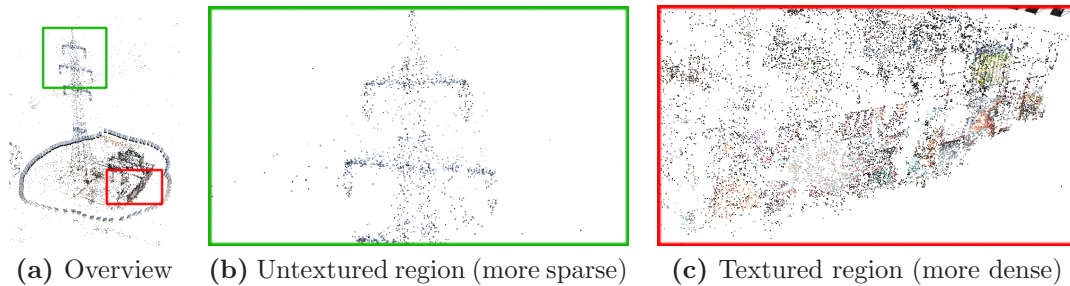 (a) Overview
(b) Untextured region (more sparse)
(c) Textured region (more dense)